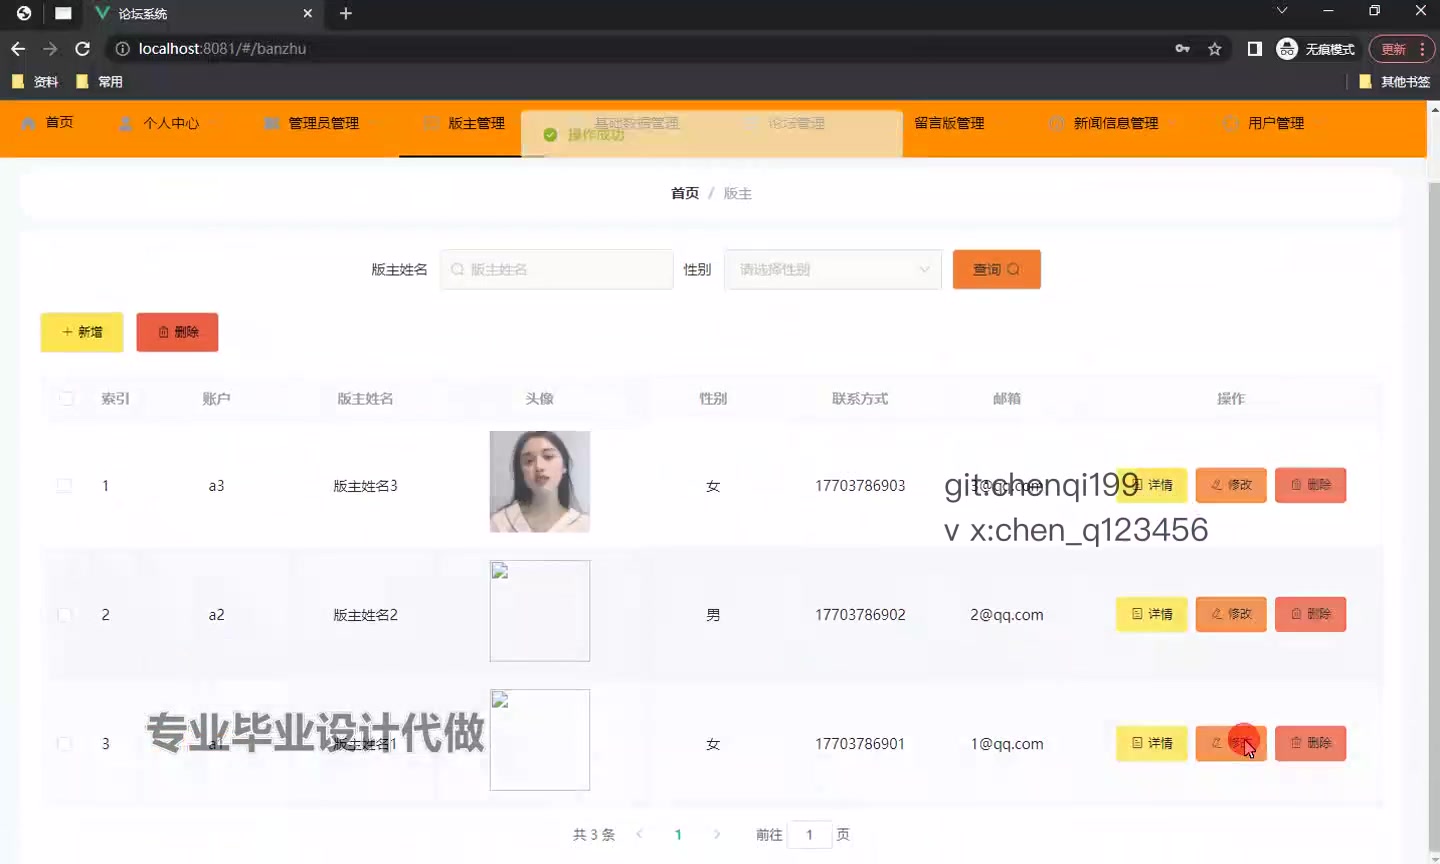 论坛系统
localhost:8081/#/banzhu
无痕模式
更新
资料
常用
其他书签
首页
个人中心
管理员管理
版主管理
基础数据管理
论坛管理
留言版管理
新闻信息管理
用户管理
操作成功
首页 / 版主
版主姓名
版主姓名
性别
请选择性别
查询
+ 新增
删除
索引 账户 版主姓名 头像 性别 联系方式 邮箱 操作
1 a3 版主姓名3 女 17703786903 3@qq.com 详情 修改 删除
git:chenqi199
v x:chen_q123456
2 a2 版主姓名2 男 17703786902 2@qq.com 详情 修改 删除
专业毕业设计代做
3 a1 版主姓名1 女 17703786901 1@qq.com 详情 修改 删除
共 3 条 1 前往 1 页